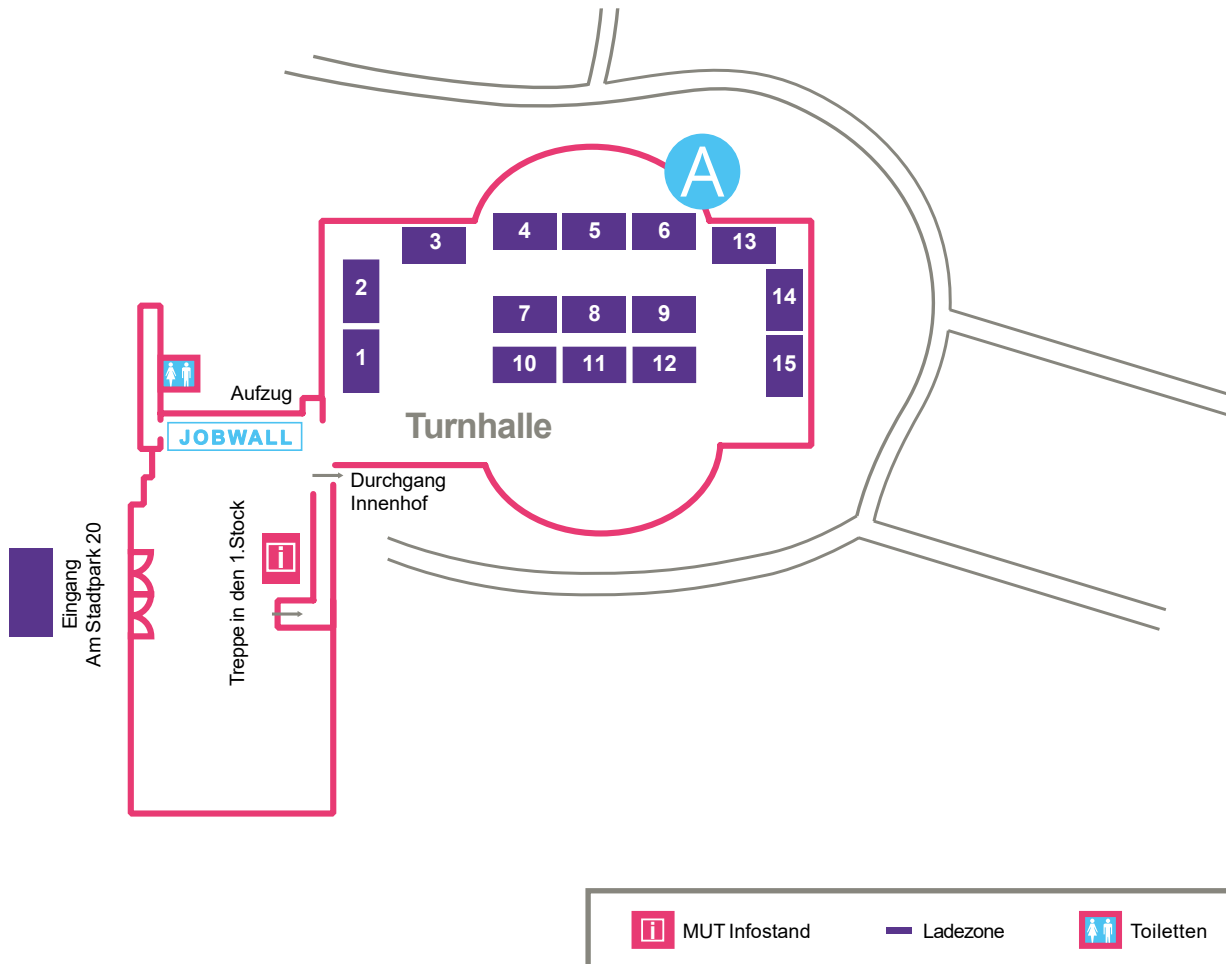 A
4 5 6
3
13
2
14
7 8 9
1
10 11 12
15
Aufzug
JOBWALL
Turnhalle
Durchgang
Innenhof
i
Treppe in den 1.Stock
Eingang
Am Stadtpark 20
i MUT Infostand
Ladezone
Toiletten